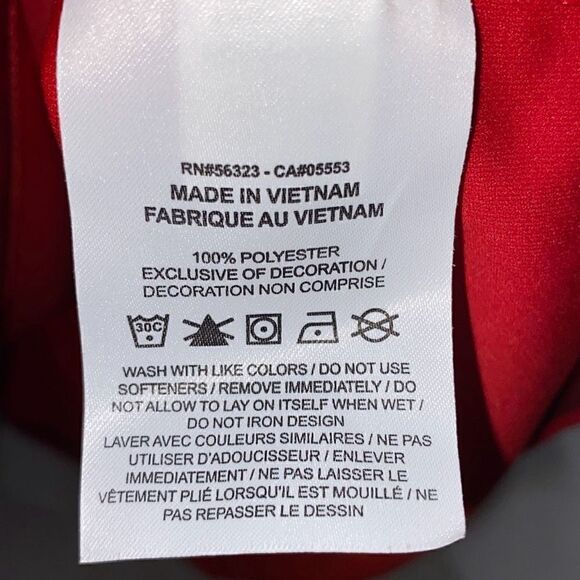 RN#56323 - CA#05553
MADE IN VIETNAM
FABRIQUE AU VIETNAM
100% POLYESTER
EXCLUSIVE OF DECORATION /
DECORATION NON COMPRISE
30C
WASH WITH LIKE COLORS / DO NOT USE
SOFTENERS / REMOVE IMMEDIATELY / DO
NOT ALLOW TO LAY ON ITSELF WHEN WET /
DO NOT IRON DESIGN
LAVER AVEC COULEURS SIMILAIRES / NE PAS
UTILISER D'ADOUCISSEUR / ENLEVER
IMMEDIATEMENT / NE PAS LAISSER LE
VÊTEMENT PLIÉ LORSQU'IL EST MOUILLÉ / NE
PAS REPASSER LE DESSIN